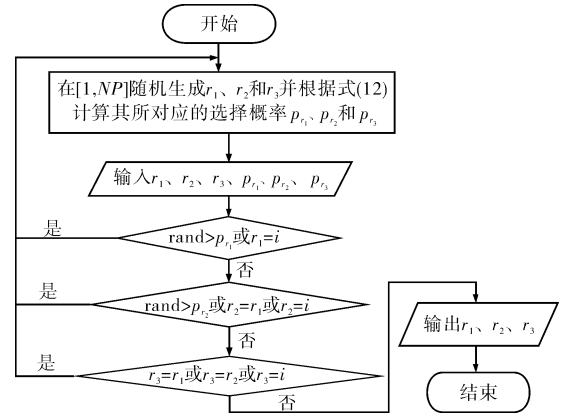 开始
在[1,NP]随机生成r₁、r₂和r₃并根据式(12)
计算其所对应的选择概率 p_{r₁}、p_{r₂}和p_{r₃}
输入r₁、r₂、r₃、p_{r₁}、p_{r₂}、p_{r₃}
是
rand>p_{r₁}或r₁=i
否
是
rand>p_{r₂}或r₂=r₁或r₂=i
否
是
r₃=r₁或r₃=r₂或r₃=i
否
输出r₁、r₂、r₃
结束